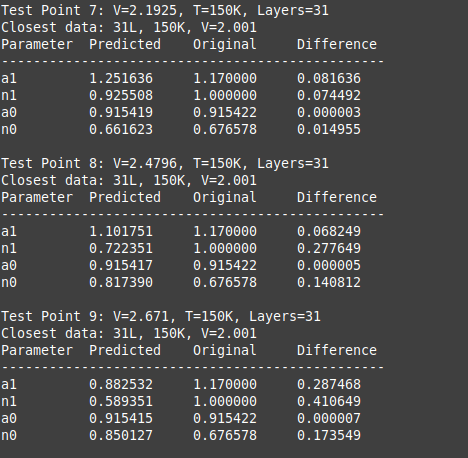 Test Point 7: V=2.1925, T=150K, Layers=31
Closest data: 31L, 150K, V=2.001
Parameter  Predicted    Original     Difference
------------------------------------------------
a1         1.251636     1.170000     0.081636
n1         0.925508     1.000000     0.074492
a0         0.915419     0.915422     0.000003
n0         0.661623     0.676578     0.014955

Test Point 8: V=2.4796, T=150K, Layers=31
Closest data: 31L, 150K, V=2.001
Parameter  Predicted    Original     Difference
------------------------------------------------
a1         1.101751     1.170000     0.068249
n1         0.722351     1.000000     0.277649
a0         0.915417     0.915422     0.000005
n0         0.817390     0.676578     0.140812

Test Point 9: V=2.671, T=150K, Layers=31
Closest data: 31L, 150K, V=2.001
Parameter  Predicted    Original     Difference
------------------------------------------------
a1         0.882532     1.170000     0.287468
n1         0.589351     1.000000     0.410649
a0         0.915415     0.915422     0.000007
n0         0.850127     0.676578     0.173549